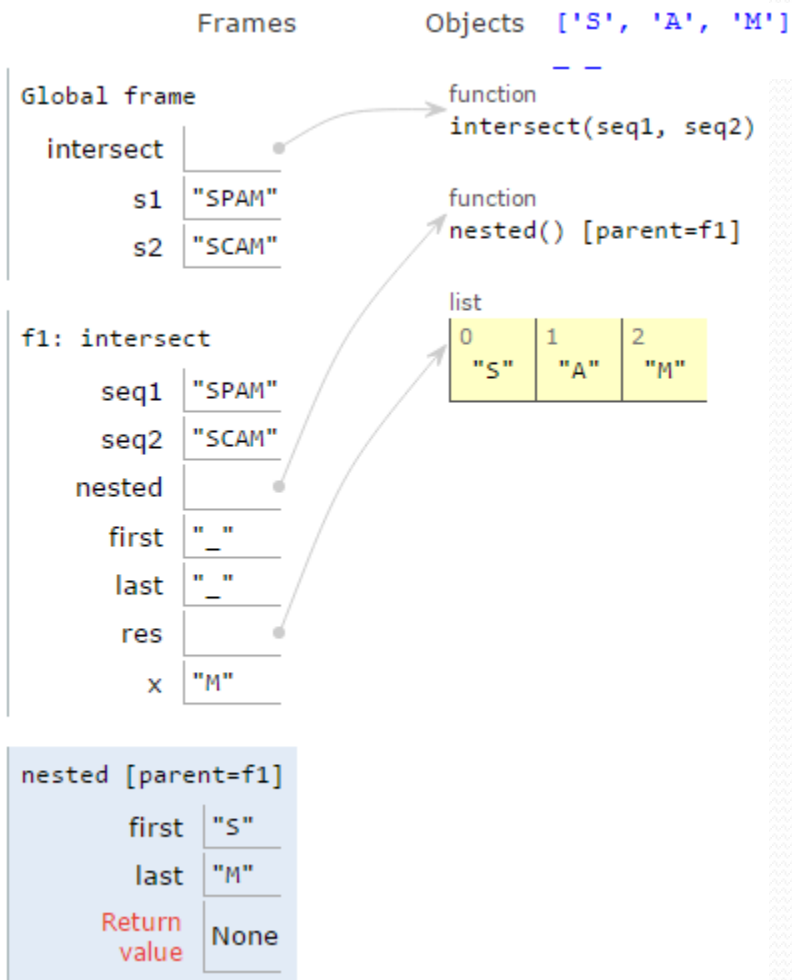 Frames Objects ['S', 'A', 'M']
_ _
Global frame
intersect
s1 "SPAM"
s2 "SCAM"
function
intersect(seq1, seq2)
function
nested() [parent=f1]
list
0 1 2
"S" "A" "M"
f1: intersect
seq1 "SPAM"
seq2 "SCAM"
nested
first "_"
last "_"
res
x "M"
nested [parent=f1]
first "S"
last "M"
Return
value None